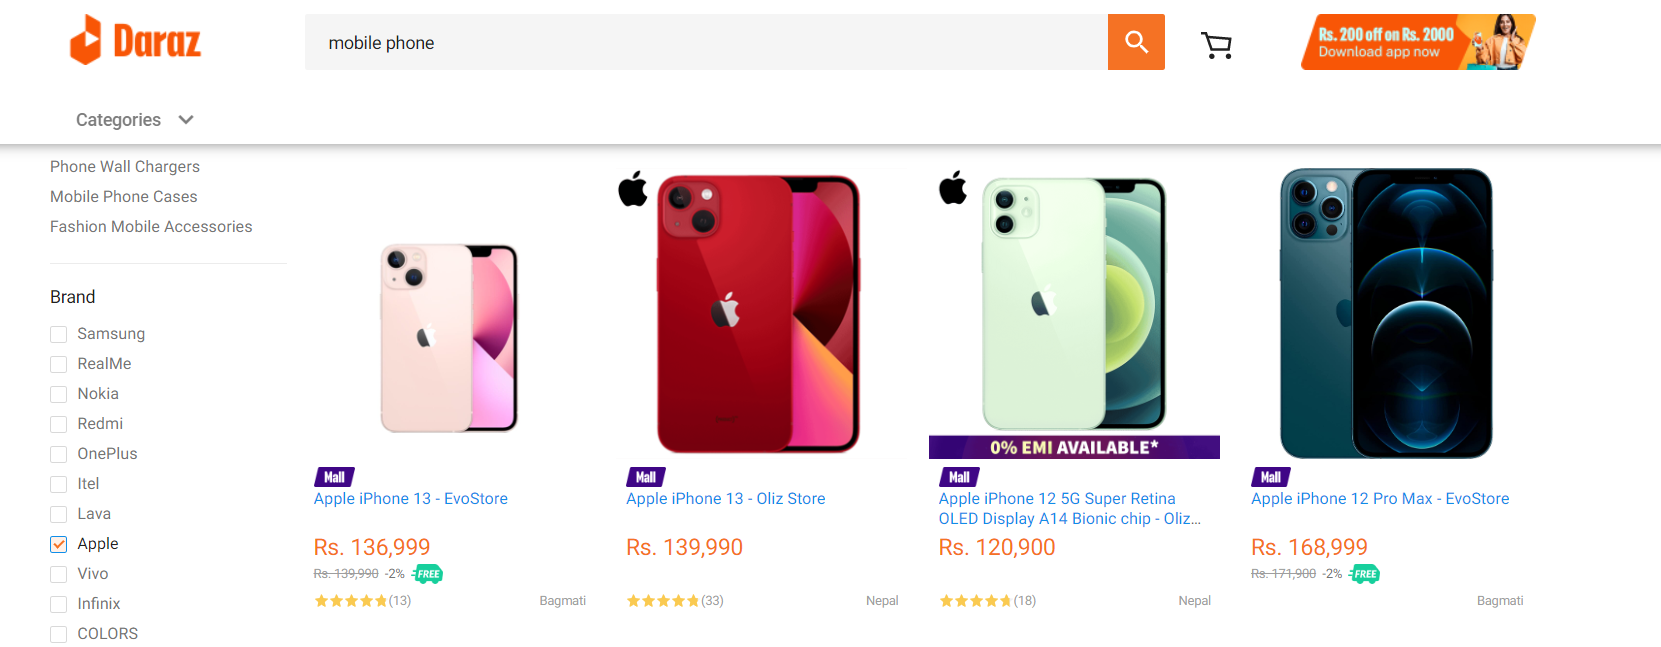 Daraz
mobile phone
Rs. 200 off on Rs. 2000
Download app now
Categories
Phone Wall Chargers
Mobile Phone Cases
Fashion Mobile Accessories
Brand
Samsung
RealMe
Nokia
Redmi
OnePlus
Itel
Lava
Apple
Vivo
Infinix
COLORS
Mall
Apple iPhone 13 - EvoStore
Rs. 136,999
Rs. 139,990 -2% FREE
(13) Bagmati
Mall
Apple iPhone 13 - Oliz Store
Rs. 139,990
(33) Nepal
0% EMI AVAILABLE*
Mall
Apple iPhone 12 5G Super Retina
OLED Display A14 Bionic chip - Oliz...
Rs. 120,900
(18) Nepal
Mall
Apple iPhone 12 Pro Max - EvoStore
Rs. 168,999
Rs. 171,900 -2% FREE
Bagmati